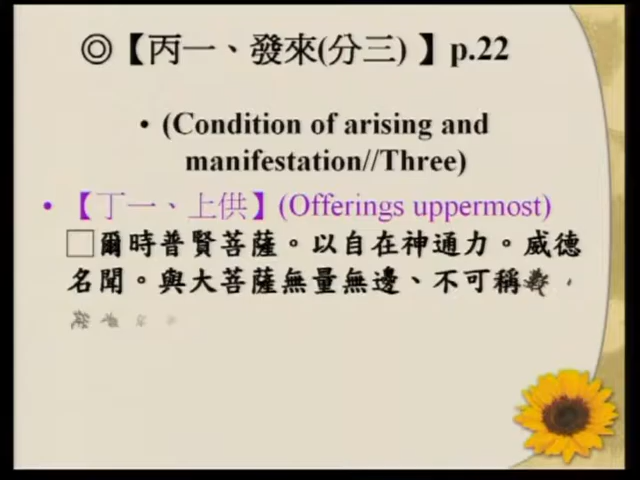 ◎【丙一、發來(分三) 】p.22
• (Condition of arising and
manifestation//Three)
• 【丁一、上供】(Offerings uppermost)
□爾時普賢菩薩。以自在神通力。威德
名聞。與大菩薩無量無邊、不可稱